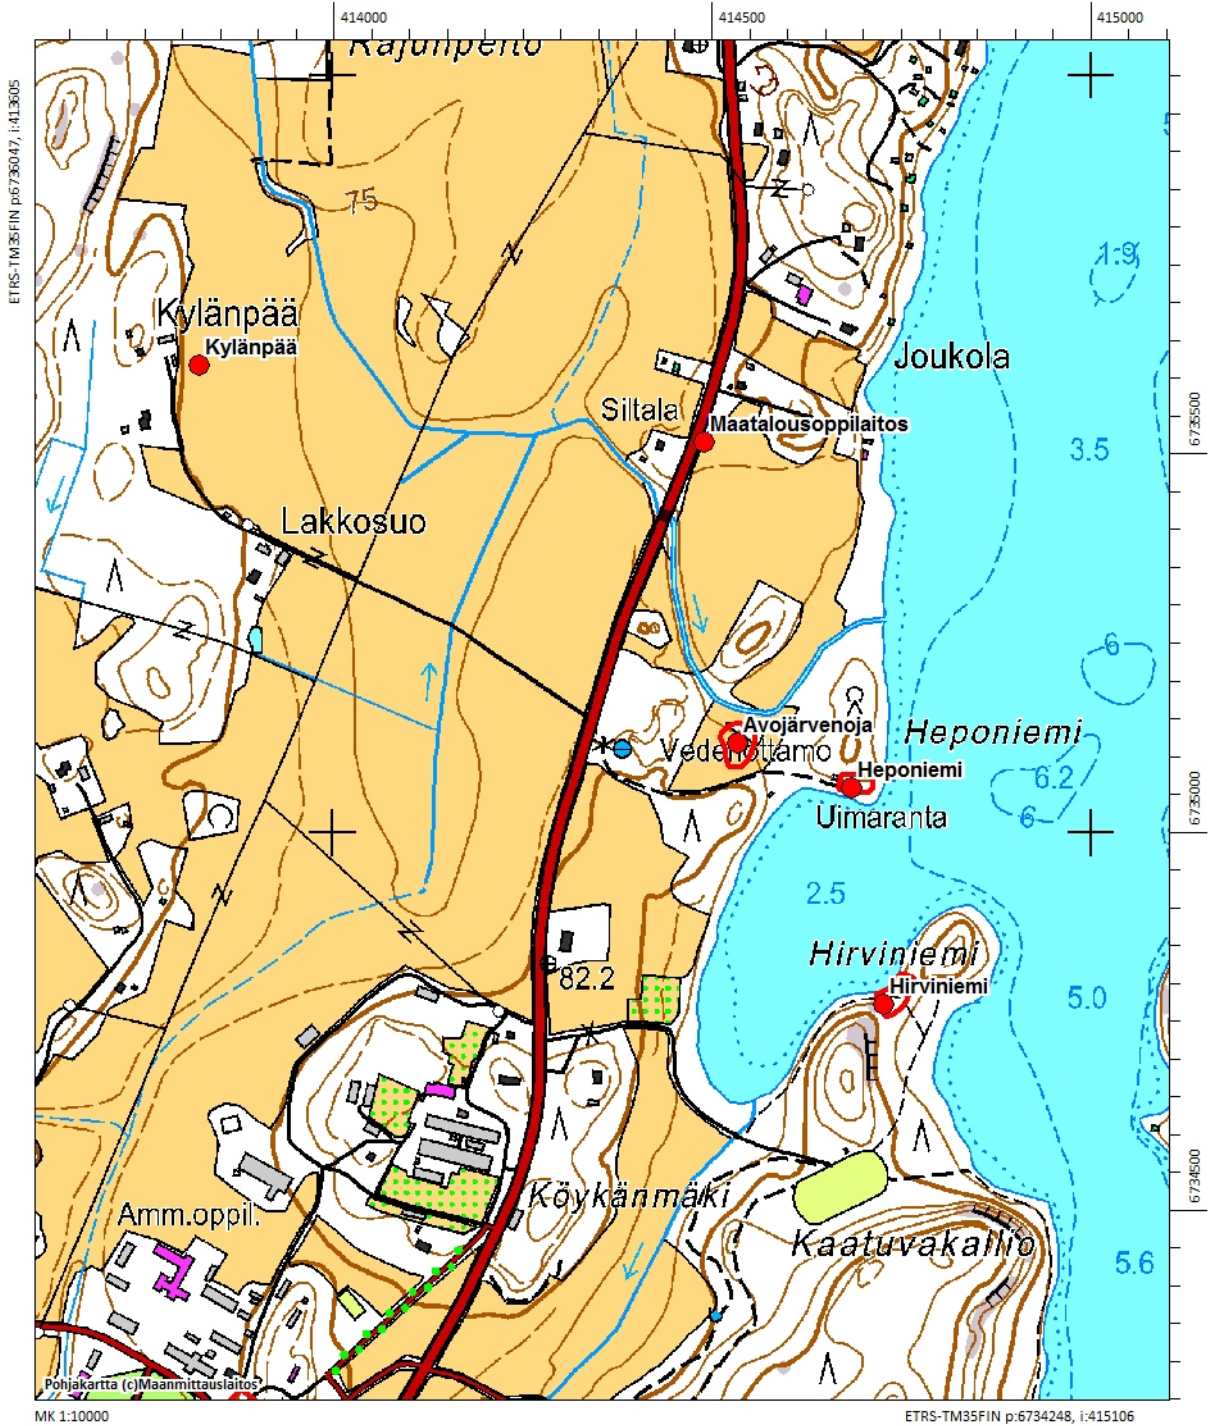 414000
414500
415000
ETRS-TM35FIN p:6736047, i:413605
Rajunperto
75
1.9
Kylänpää
Kylänpää
Joukola
Siltala
Maatalousoppilaitos
6735500
3.5
Lakkosuo
6
Avojärvenoja
Heponiemi
Vedenottamo
Heponiemi
6.2
6
Uimaranta
6735000
2.5
Hirviniemi
82.2
Hirviniemi
5.0
6734500
Köykänmäki
Amm.oppil.
Kaatuvakallio
5.6
Pohjakartta (c)Maanmittauslaitos
MK 1:10000
ETRS-TM35FIN p:6734248, i:415106